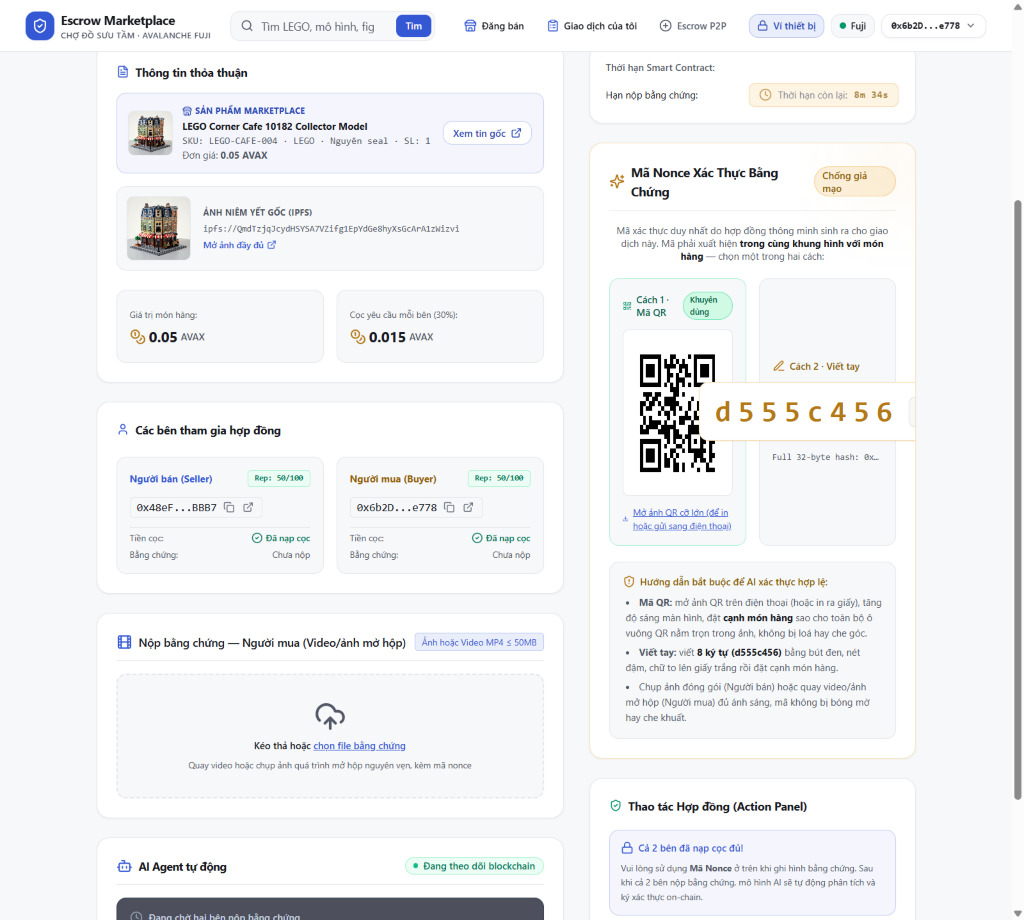 Escrow Marketplace
CHỢ ĐỒ SƯU TẦM · AVALANCHE FUJI
Tìm LEGO, mô hình, fig
Tìm
Đăng bán
Giao dịch của tôi
Escrow P2P
Ví thiết bị
Fuji
0x6b2D...e778
Thông tin thỏa thuận
SẢN PHẨM MARKETPLACE
LEGO Corner Cafe 10182 Collector Model
SKU: LEGO-CAFE-004 · LEGO · Nguyên seal · SL: 1
Đơn giá: 0.05 AVAX
Xem tin gốc
ẢNH NIÊM YẾT GỐC (IPFS)
ipfs://QmdTzjqJcydHSYSA7VZifg1EpYdGe8hyXsGcArA1zWizvi
Mở ảnh đầy đủ
Giá trị món hàng:
0.05 AVAX
Cọc yêu cầu mỗi bên (30%):
0.015 AVAX
Các bên tham gia hợp đồng
Người bán (Seller)
Rep: 50/100
0x48eF...BBB7
Tiền cọc:
Đã nạp cọc
Bằng chứng:
Chưa nộp
Người mua (Buyer)
Rep: 50/100
0x6b2D...e778
Tiền cọc:
Đã nạp cọc
Bằng chứng:
Chưa nộp
Nộp bằng chứng — Người mua (Video/ảnh mở hộp)
Ảnh hoặc Video MP4 ≤ 50MB
Kéo thả hoặc chọn file bằng chứng
Quay video hoặc chụp ảnh quá trình mở hộp nguyên vẹn, kèm mã nonce
AI Agent tự động
Đang theo dõi blockchain
Đang chờ hai bên nộp bằng chứng
Thời hạn Smart Contract:
Hạn nộp bằng chứng:
Thời hạn còn lại: 8m 34s
Mã Nonce Xác Thực Bằng
Chứng
Chống giả
mạo
Mã xác thực duy nhất do hợp đồng thông minh sinh ra cho giao
dịch này. Mã phải xuất hiện trong cùng khung hình với món
hàng — chọn một trong hai cách:
Cách 1 ·
Mã QR
Khuyên
dùng
Mở ảnh QR cỡ lớn (để in
hoặc gửi sang điện thoại)
Cách 2 · Viết tay
d555c456
Full 32-byte hash: 0x…
Hướng dẫn bắt buộc để AI xác thực hợp lệ:
• Mã QR: mở ảnh QR trên điện thoại (hoặc in ra giấy), tăng
độ sáng màn hình, đặt cạnh món hàng sao cho toàn bộ ô
vuông QR nằm trọn trong ảnh, không bị loá hay che góc.
• Viết tay: viết 8 ký tự (d555c456) bằng bút đen, nét
đậm, chữ to lên giấy trắng rồi đặt cạnh món hàng.
• Chụp ảnh đóng gói (Người bán) hoặc quay video/ảnh
mở hộp (Người mua) đủ ánh sáng, mã không bị bóng mờ
hay che khuất.
Thao tác Hợp đồng (Action Panel)
Cả 2 bên đã nạp cọc đủ!
Vui lòng sử dụng Mã Nonce ở trên khi ghi hình bằng chứng. Sau
khi cả 2 bên nộp bằng chứng, mô hình AI sẽ tự động phân tích và
ký xác thực on-chain.